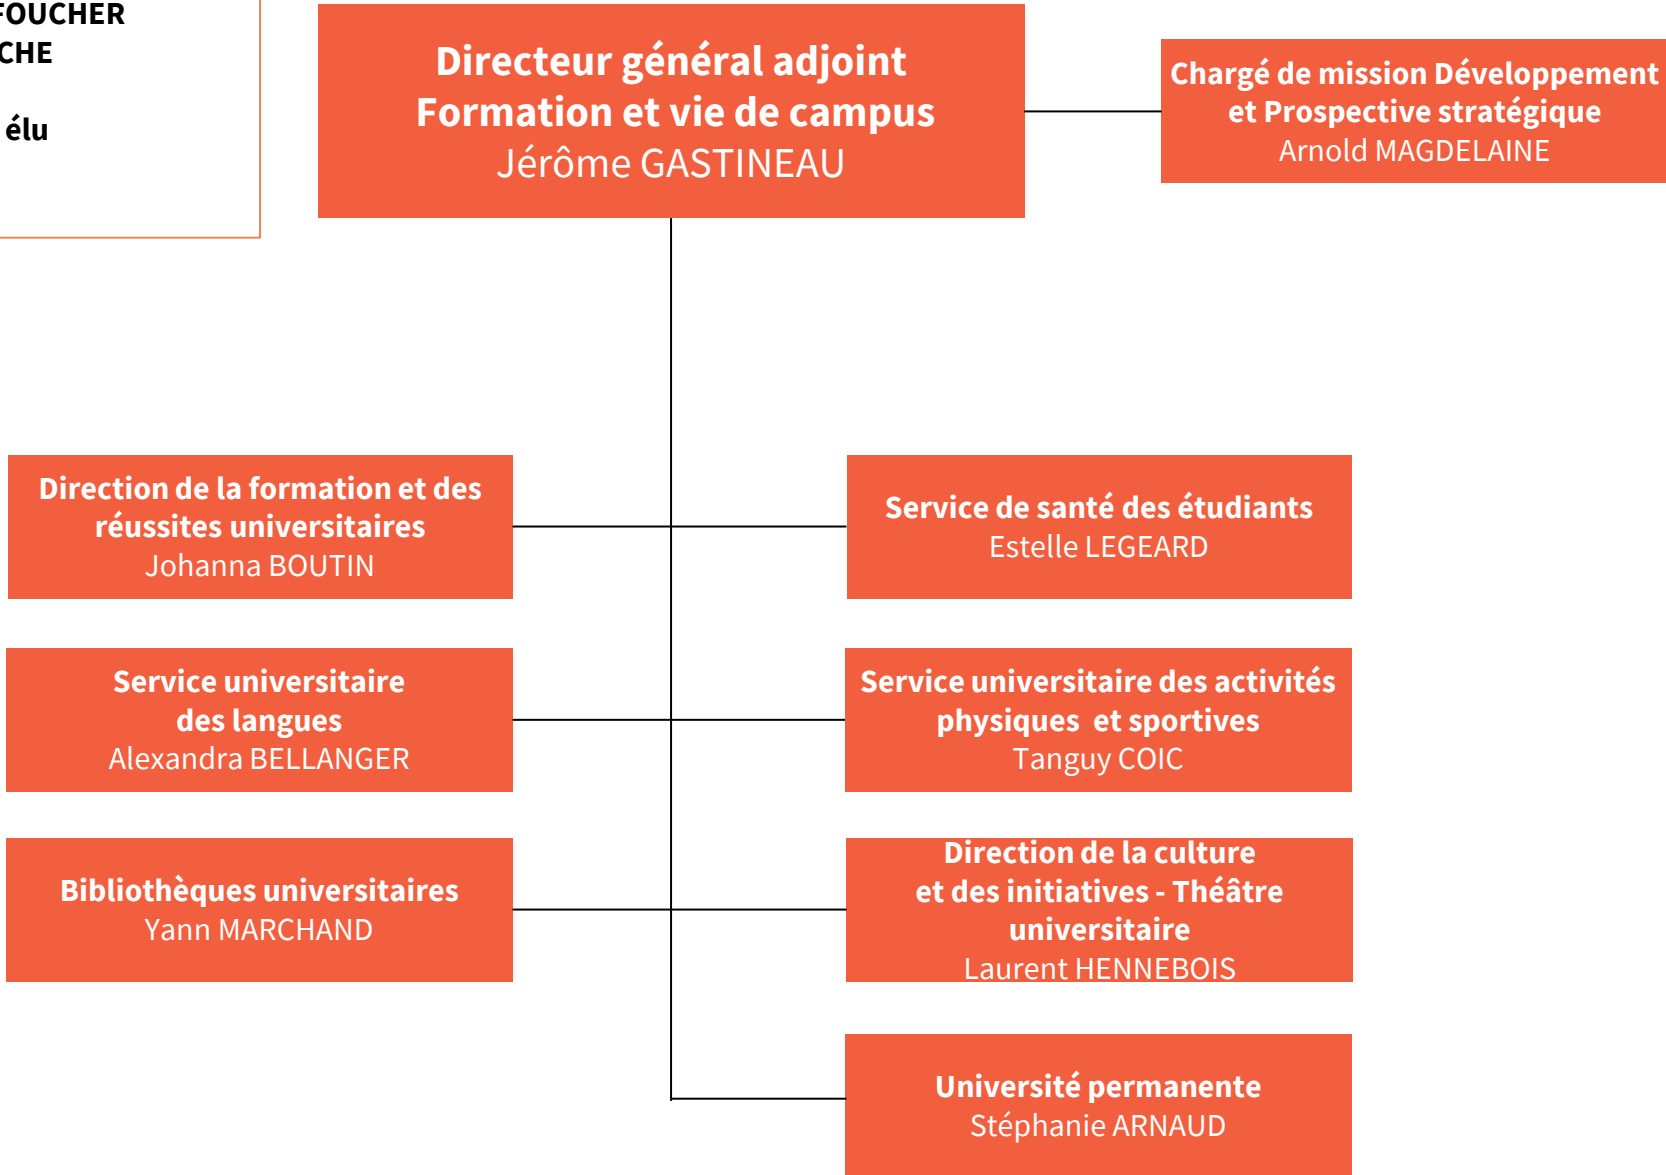 FOUCHER
élu
Directeur général adjoint
Formation et vie de campus
Jérôme GASTINEAU
Chargé de mission Développement
et Prospective stratégique
Arnold MAGDELAINE
Direction de la formation et des
réussites universitaires
Johanna BOUTIN
Service de santé des étudiants
Estelle LEGEARD
Service universitaire
des langues
Alexandra BELLANGER
Service universitaire des activités
physiques et sportives
Tanguy COIC
Bibliothèques universitaires
Yann MARCHAND
Direction de la culture
et des initiatives - Théâtre
universitaire
Laurent HENNEBOIS
Université permanente
Stéphanie ARNAUD